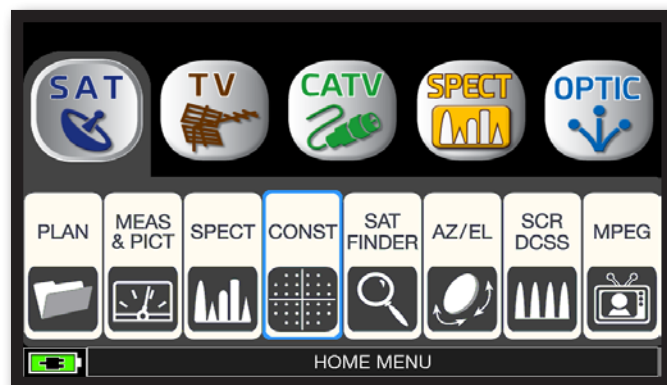 SAT
TV
CATV
SPECT
OPTIC
PLAN
MEAS
& PICT
SPECT
CONST
SAT
FINDER
AZ/EL
SCR
DCSS
MPEG
HOME MENU